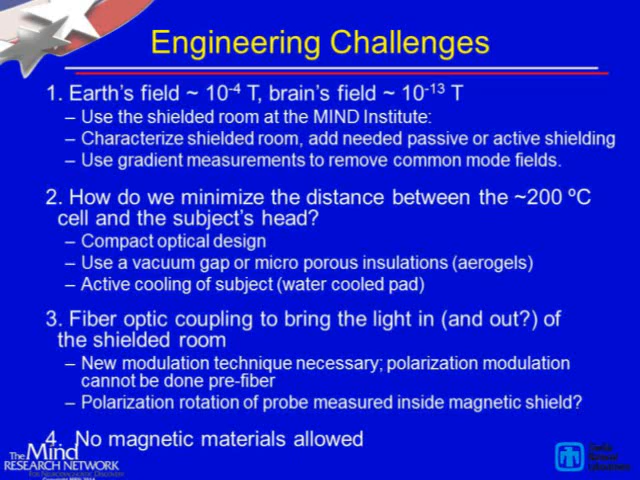 Engineering Challenges
1. Earth's field ~ 10⁻⁴ T, brain's field ~ 10⁻¹³ T
– Use the shielded room at the MIND Institute:
– Characterize shielded room, add needed passive or active shielding
– Use gradient measurements to remove common mode fields.
2. How do we minimize the distance between the ~200 ºC
cell and the subject's head?
– Compact optical design
– Use a vacuum gap or micro porous insulations (aerogels)
– Active cooling of subject (water cooled pad)
3. Fiber optic coupling to bring the light in (and out?) of
the shielded room
– New modulation technique necessary; polarization modulation
cannot be done pre-fiber
– Polarization rotation of probe measured inside magnetic shield?
4. No magnetic materials allowed
The Mind
RESEARCH NETWORK